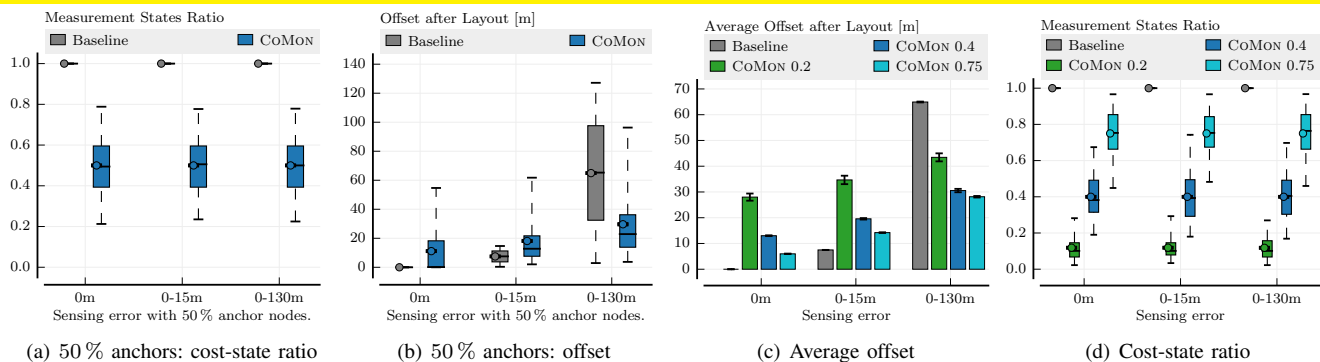 Measurement States Ratio
Baseline
CoMon
1.0
0.8
0.6
0.4
0.2
0.0
0m
0-15m
0-130m
Sensing error with 50 % anchor nodes.
(a) 50 % anchors: cost-state ratio
Offset after Layout [m]
Baseline
CoMon
140
120
100
80
60
40
20
0
0m
0-15m
0-130m
Sensing error with 50 % anchor nodes.
(b) 50 % anchors: offset
Average Offset after Layout [m]
Baseline
CoMon 0.4
CoMon 0.2
CoMon 0.75
70
60
50
40
30
20
10
0
0m
0-15m
0-130m
Sensing error
(c) Average offset
Measurement States Ratio
Baseline
CoMon 0.4
CoMon 0.2
CoMon 0.75
1.0
0.8
0.6
0.4
0.2
0.0
0m
0-15m
0-130m
Sensing error
(d) Cost-state ratio